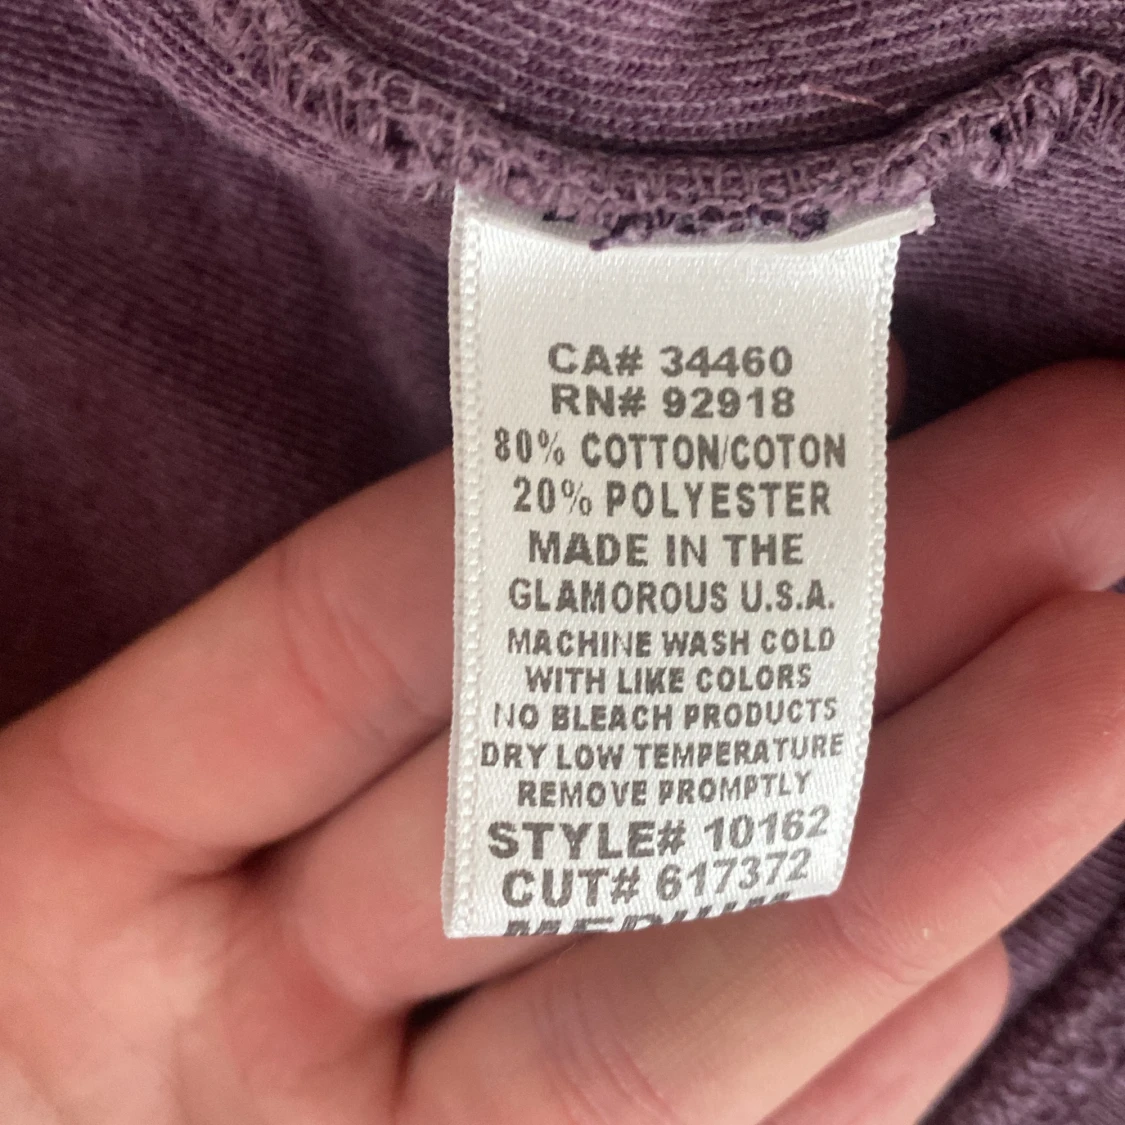 CA# 34460
RN# 92918
80% COTTON/COTON
20% POLYESTER
MADE IN THE
GLAMOROUS U.S.A.
MACHINE WASH COLD
WITH LIKE COLORS
NO BLEACH PRODUCTS
DRY LOW TEMPERATURE
REMOVE PROMPTLY
STYLE# 10162
CUT# 617372
MEDIUM